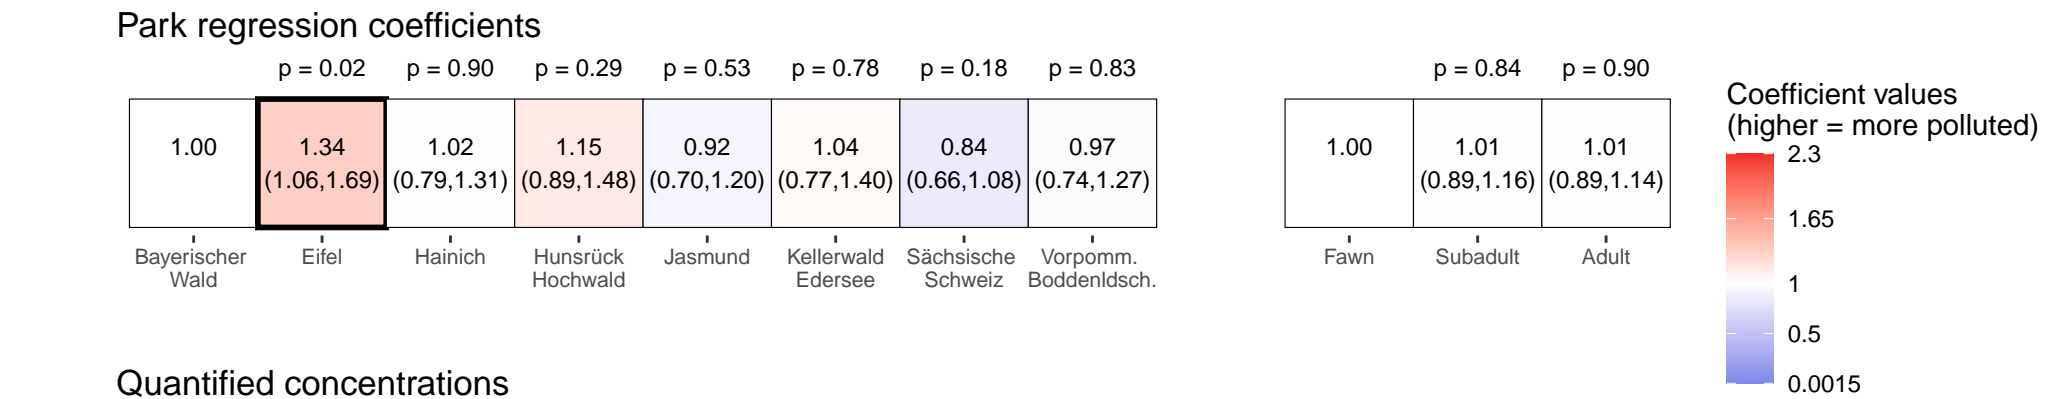 Park regression coefficients
p = 0.02 p = 0.90 p = 0.29 p = 0.53 p = 0.78 p = 0.18 p = 0.83 p = 0.84 p = 0.90
1.00 1.34 1.02 1.15 0.92 1.04 0.84 0.97 1.00 1.01 1.01
(1.06,1.69) (0.79,1.31) (0.89,1.48) (0.70,1.20) (0.77,1.40) (0.66,1.08) (0.74,1.27) (0.89,1.16) (0.89,1.14)
Bayerischer Eifel Hainich Hunsrück Jasmund Kellerwald Sächsische Vorpomm. Fawn Subadult Adult
Wald Hochwald Edersee Schweiz Boddenldsch.
Coefficient values
(higher = more polluted)
2.3
1.65
1
0.5
0.0015
Quantified concentrations